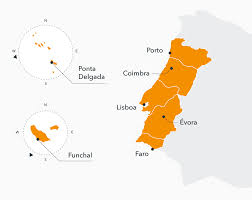 N
W
E
S
Ponta
Delgada
N
W
E
S
Funchal
Porto
Coimbra
Lisboa
Évora
Faro